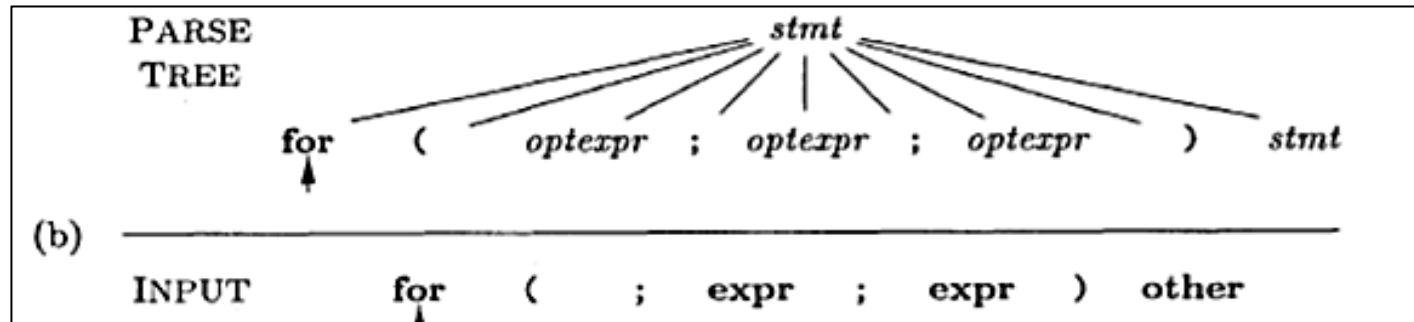 PARSE stmt
TREE
for ( optexpr ; optexpr ; optexpr ) stmt
(b)
INPUT for ( ; expr ; expr ) other